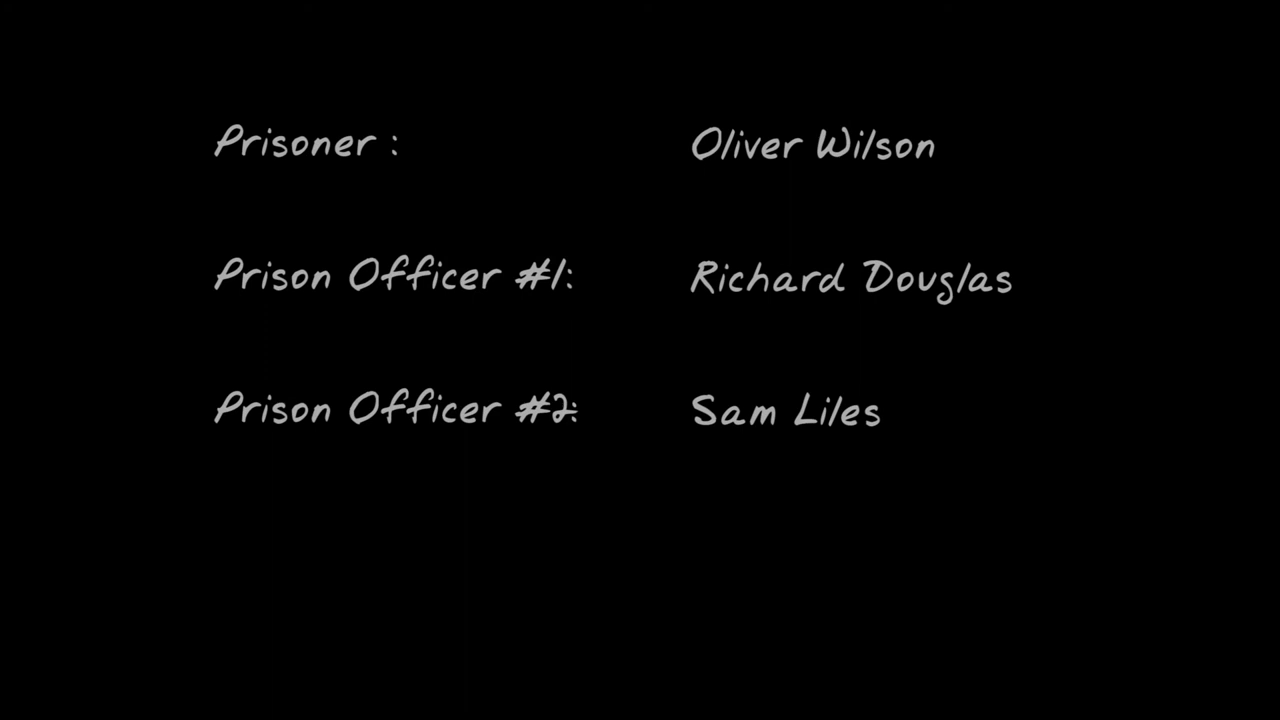 Prisoner : Oliver Wilson
Prison Officer #1: Richard Douglas
Prison Officer #2: Sam Liles